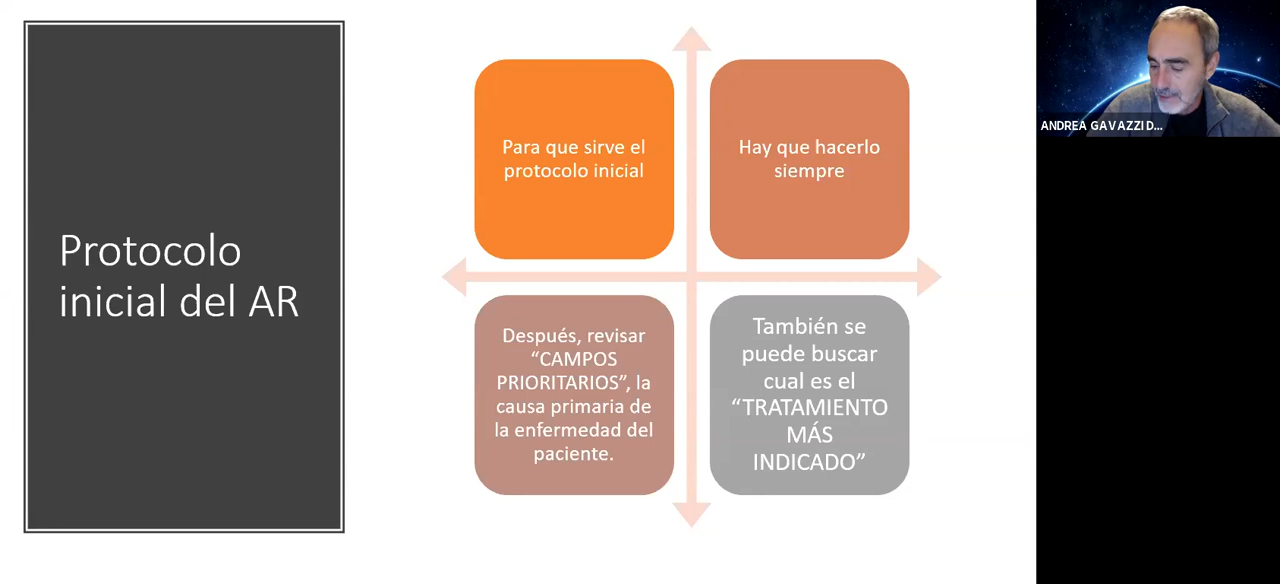 Protocolo
inicial del AR
Para que sirve el
protocolo inicial
Hay que hacerlo
siempre
Después, revisar
“CAMPOS
PRIORITARIOS”, la
causa primaria de
la enfermedad del
paciente.
También se
puede buscar
cual es el
“TRATAMIENTO
MÁS
INDICADO”
ANDREA GAVAZZI D...